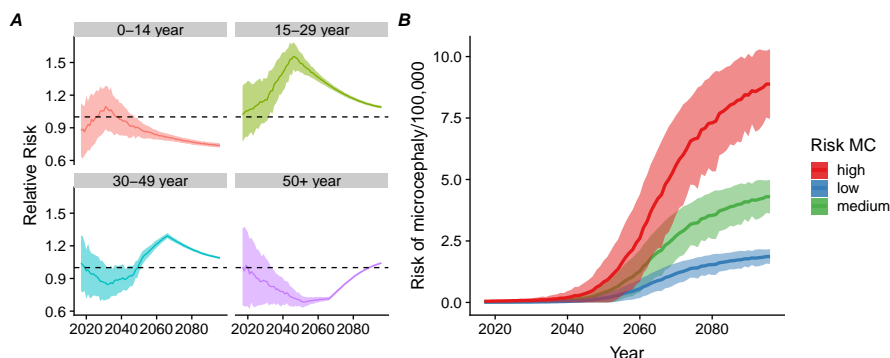 A
0−14 year
15−29 year
1.5
1.2
0.9
0.6
30−49 year
50+ year
1.5
1.2
0.9
0.6
2020 2040 2060 2080
2020 2040 2060 2080
Relative Risk
B
10.0
7.5
5.0
2.5
0.0
2020 2040 2060 2080
Year
Risk of microcephaly/100,000
Risk MC
high
low
medium